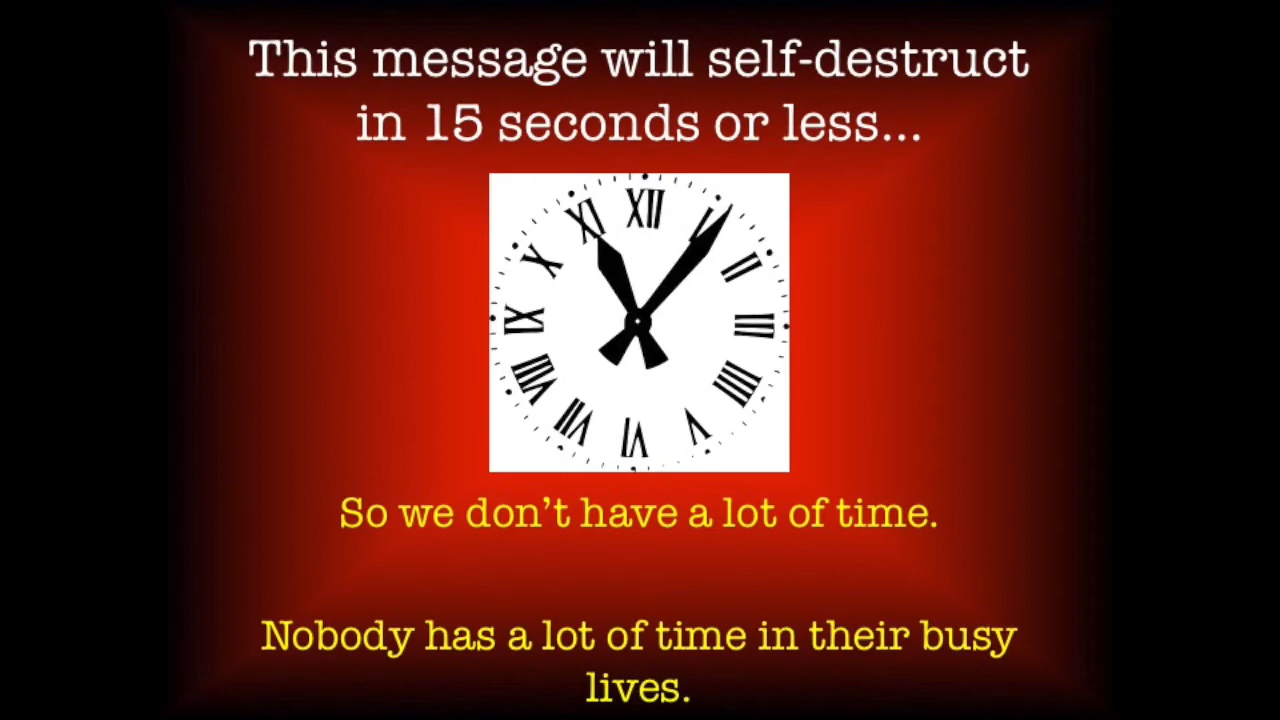 This message will self-destruct
in 15 seconds or less...
XII
I
II
III
IIII
V
VI
VII
VIII
IX
X
XI
So we don't have a lot of time.
Nobody has a lot of time in their busy
lives.